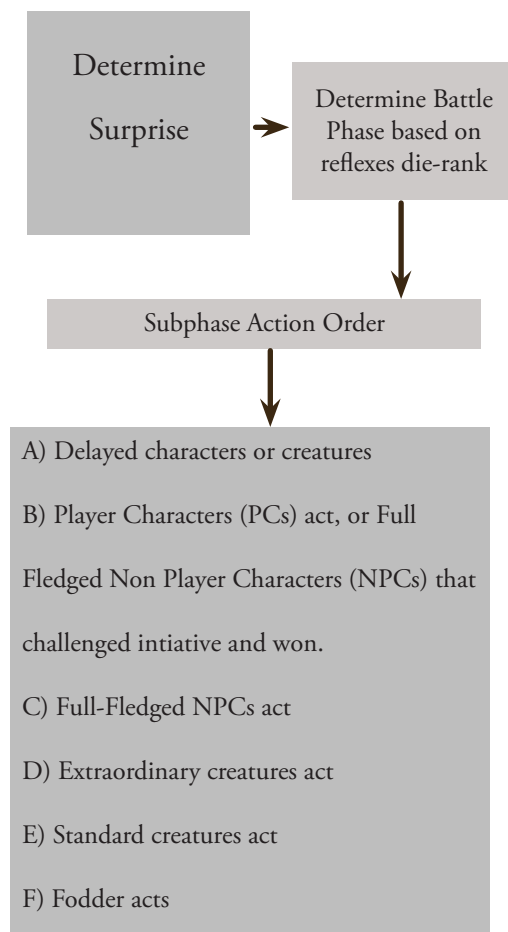 Determine
Surprise
Determine Battle
Phase based on
reflexes die-rank
Subphase Action Order
A) Delayed characters or creatures
B) Player Characters (PCs) act, or Full
Fledged Non Player Characters (NPCs) that
challenged intiative and won.
C) Full-Fledged NPCs act
D) Extraordinary creatures act
E) Standard creatures act
F) Fodder acts